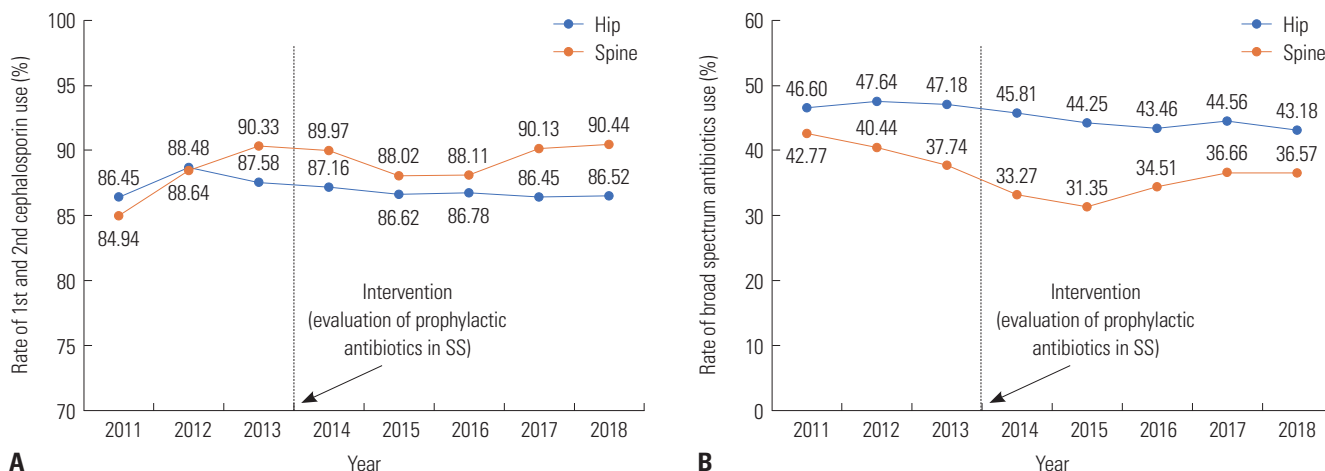 100
95
90
85
80
75
70
Rate of 1st and 2nd cephalosporin use (%)
Hip
Spine
86.45
88.48
90.33
89.97
88.02
88.11
90.13
90.44
84.94
88.64
87.58
87.16
86.62
86.78
86.45
86.52
Intervention
(evaluation of prophylactic
antibiotics in SS)
2011 2012 2013 2014 2015 2016 2017 2018
Year
A
60
50
40
30
20
10
0
Rate of broad spectrum antibiotics use (%)
Hip
Spine
46.60
47.64
47.18
45.81
44.25
43.46
44.56
43.18
42.77
40.44
37.74
33.27
31.35
34.51
36.66
36.57
Intervention
(evaluation of prophylactic
antibiotics in SS)
2011 2012 2013 2014 2015 2016 2017 2018
Year
B